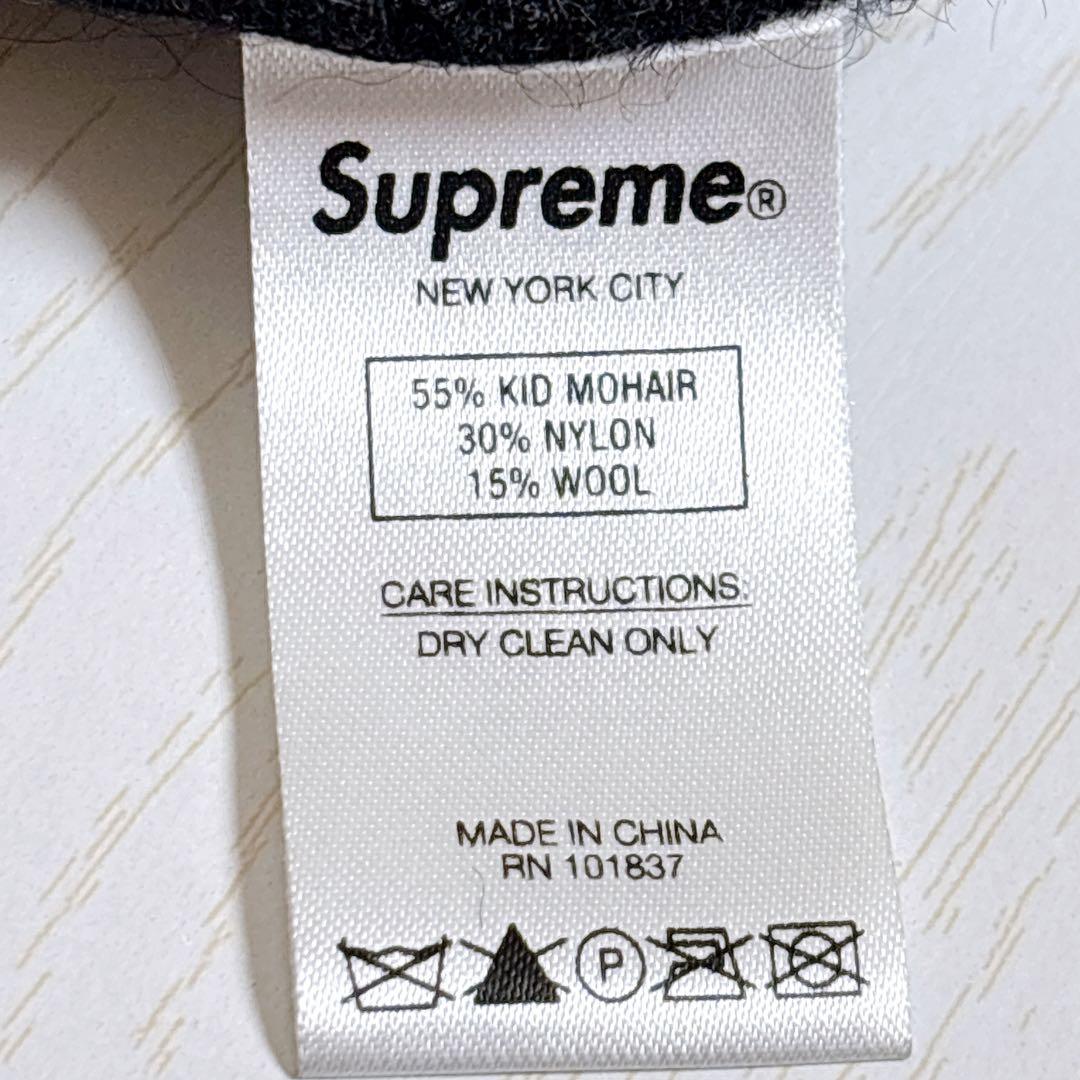 Supreme®
NEW YORK CITY
55% KID MOHAIR
30% NYLON
15% WOOL
CARE INSTRUCTIONS:
DRY CLEAN ONLY
MADE IN CHINA
RN 101837
P